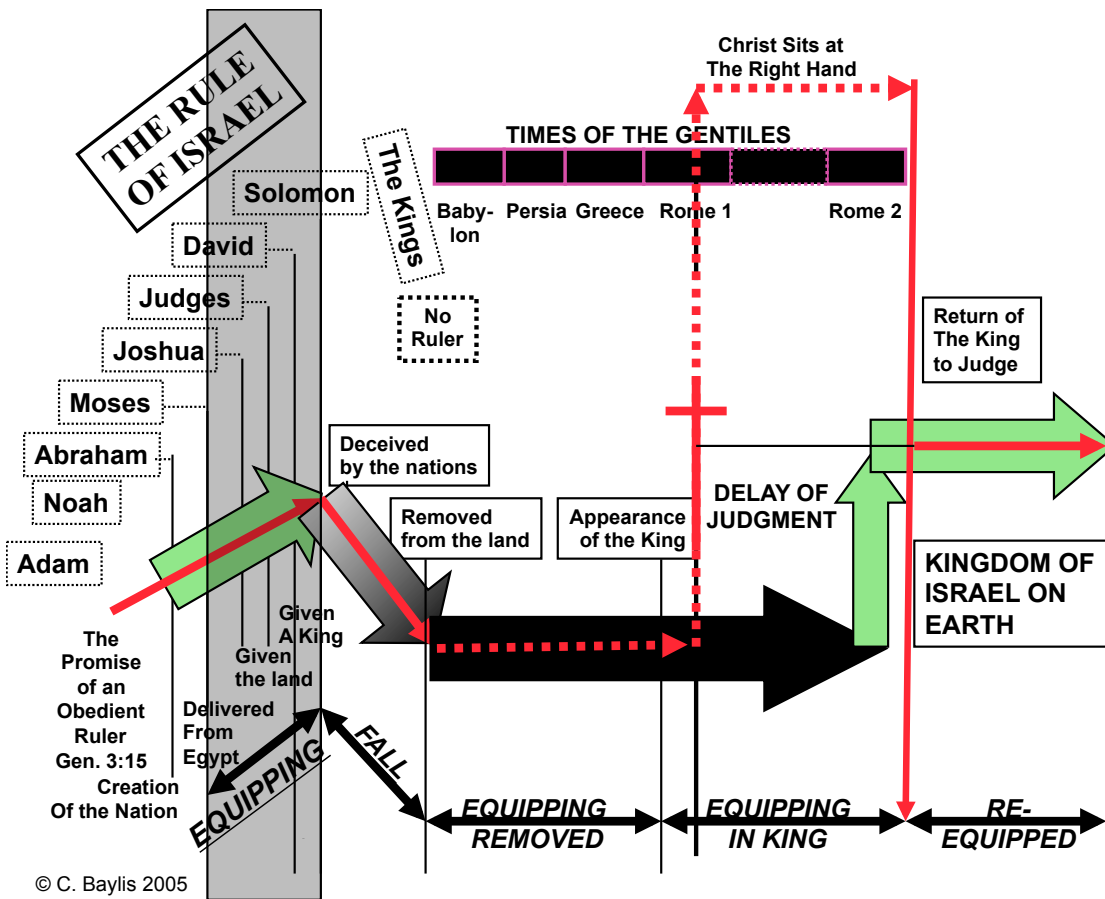 THE RULE
OF ISRAEL
Christ Sits at
The Right Hand
TIMES OF THE GENTILES
Baby-
lon
Persia
Greece
Rome 1
Rome 2
Solomon
The Kings
David
Judges
No
Ruler
Joshua
Moses
Abraham
Noah
Adam
Return of
The King
to Judge
Deceived
by the nations
Removed
from the land
Appearance
of the King
DELAY OF
JUDGMENT
KINGDOM OF
ISRAEL ON
EARTH
The
Promise
of an
Obedient
Ruler
Gen. 3:15
Creation
Of the Nation
Delivered
From
Egypt
Given
the land
Given
A King
EQUIPPING
FALL
EQUIPPING
REMOVED
EQUIPPING
IN KING
RE-
EQUIPPED
© C. Baylis 2005